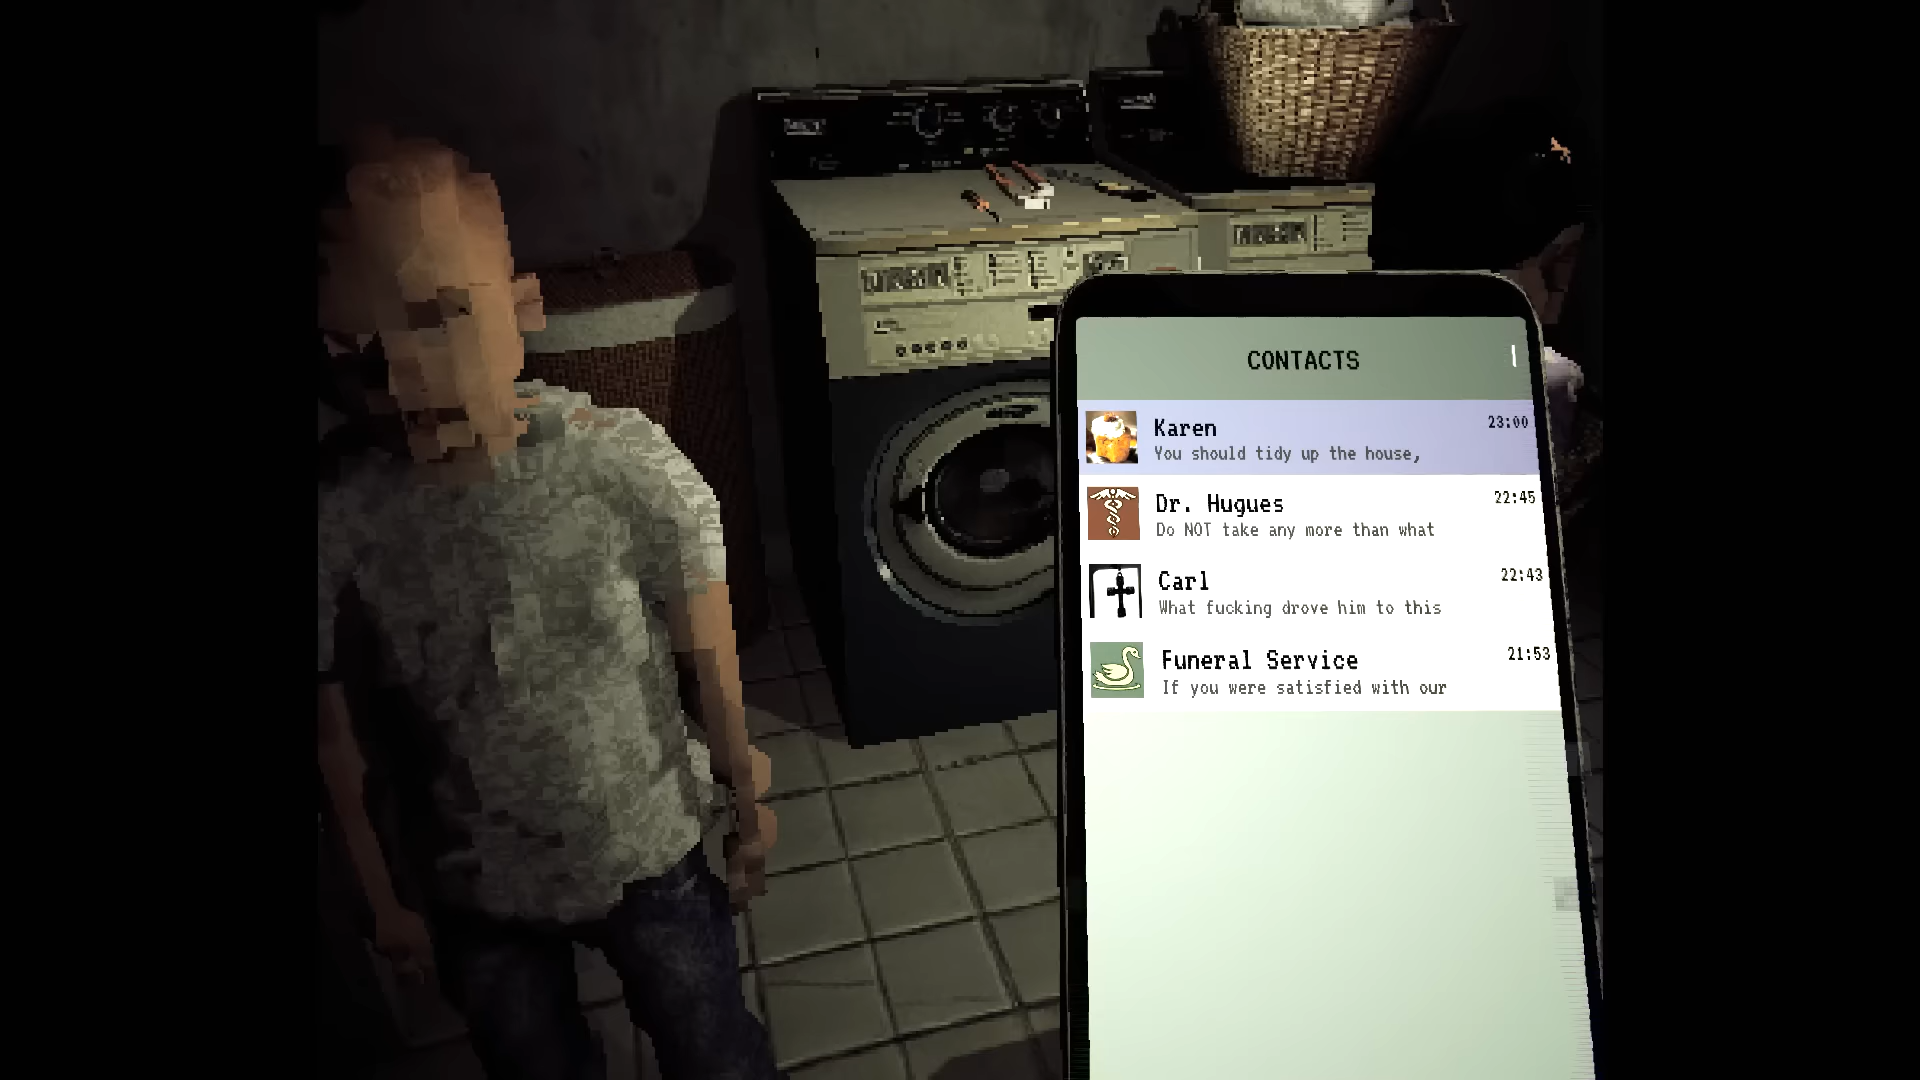 CONTACTS
Karen
23:00
You should tidy up the house,
Dr. Hugues
22:45
Do NOT take any more than what
Carl
22:43
What fucking drove him to this
Funeral Service
21:53
If you were satisfied with our